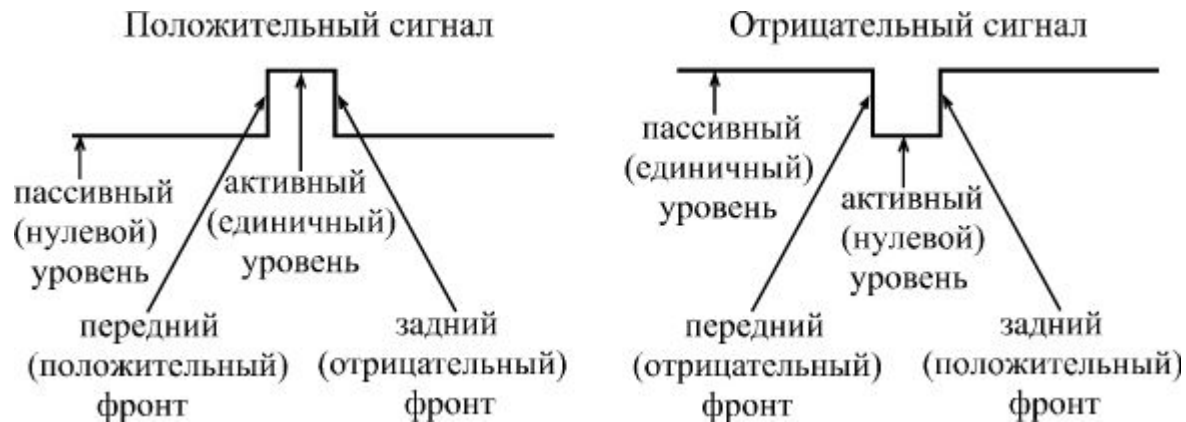 Положительный сигнал
пассивный
(нулевой)
уровень
активный
(единичный)
уровень
передний
(положительный)
фронт
задний
(отрицательный)
фронт
Отрицательный сигнал
пассивный
(единичный)
уровень
активный
(нулевой)
уровень
передний
(отрицательный)
фронт
задний
(положительный)
фронт